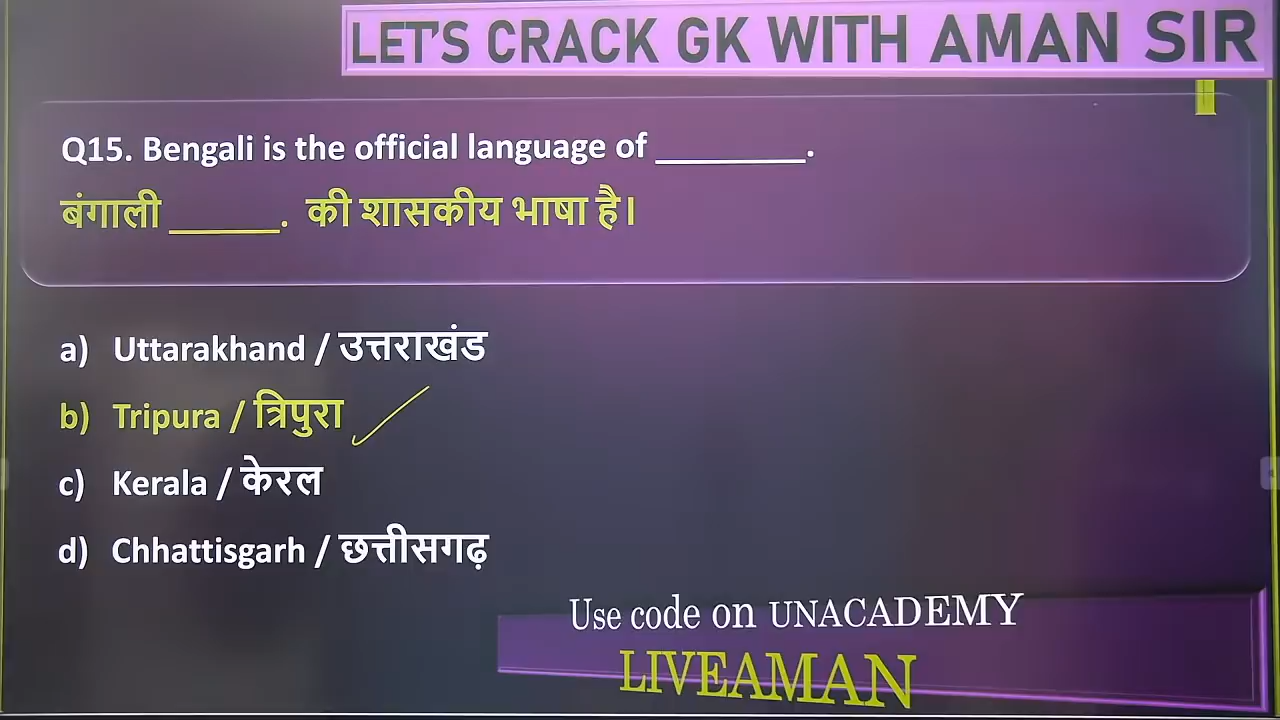 LET'S CRACK GK WITH AMAN SIR
Q15. Bengali is the official language of ________.
बंगाली ______. की शासकीय भाषा है।
a) Uttarakhand / उत्तराखंड
b) Tripura / त्रिपुरा
c) Kerala / केरल
d) Chhattisgarh / छत्तीसगढ़
Use code on UNACADEMY
LIVEAMAN